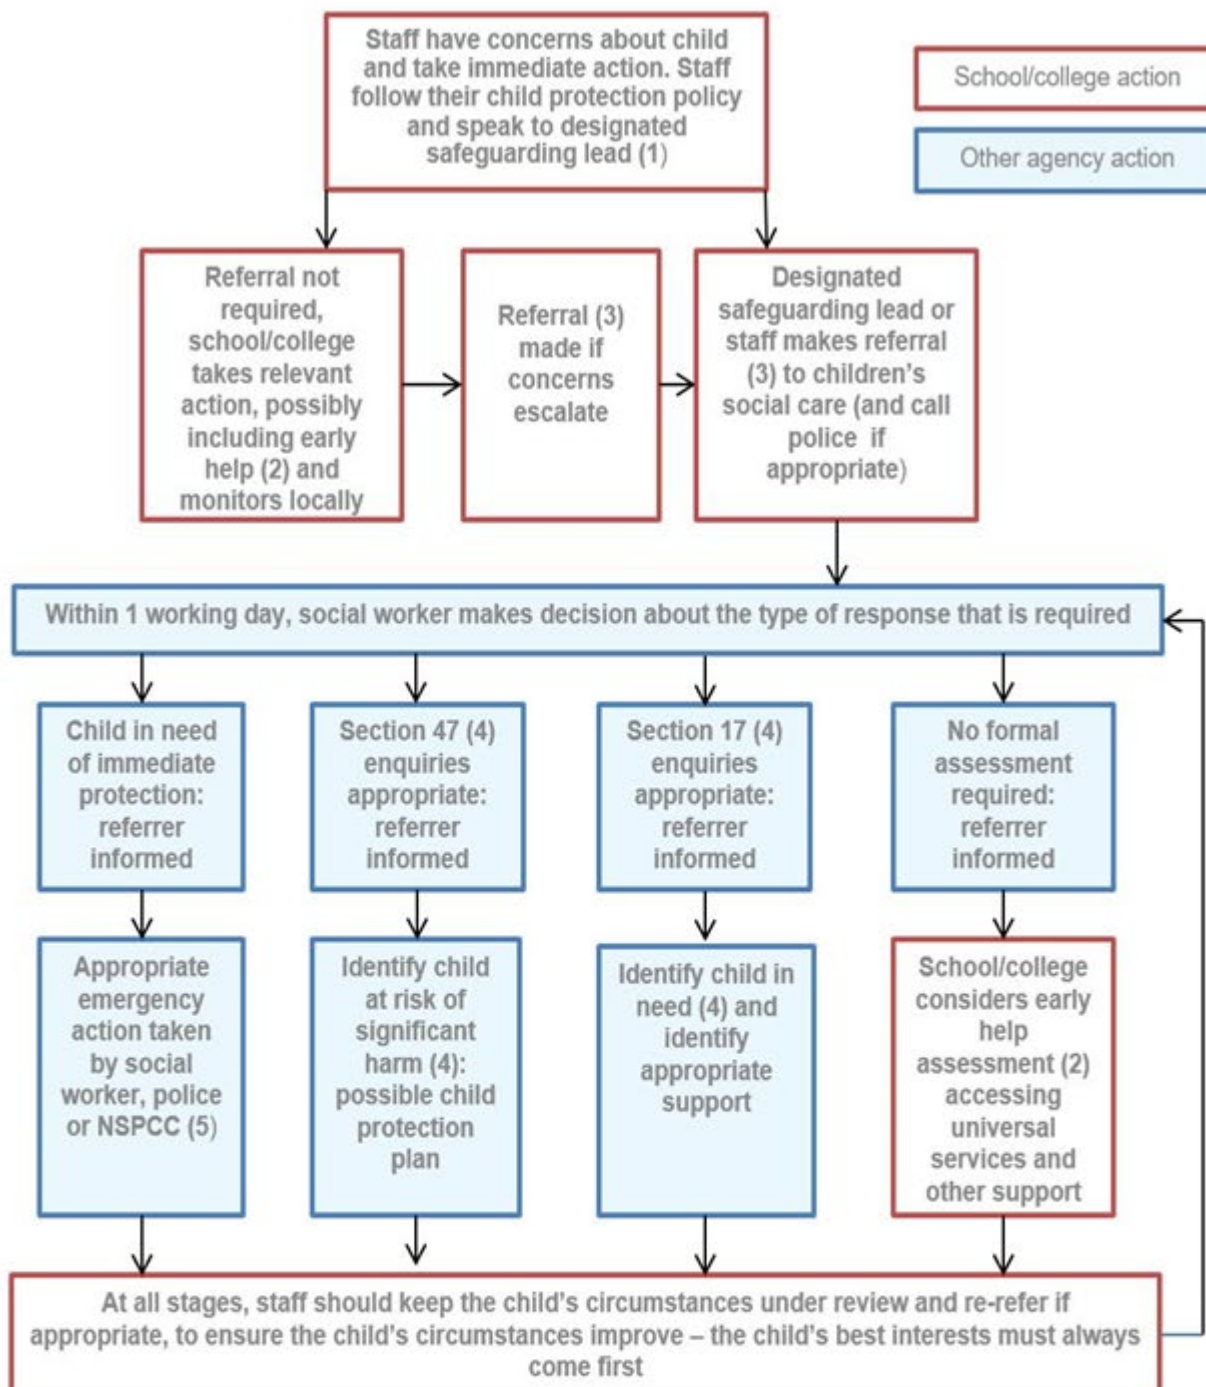 Staff have concerns about child
and take immediate action. Staff
follow their child protection policy
and speak to designated
safeguarding lead (1)
School/college action
Other agency action
Referral not
required,
school/college
takes relevant
action, possibly
including early
help (2) and
monitors locally
Referral (3)
made if
concerns
escalate
Designated
safeguarding lead or
staff makes referral
(3) to children’s
social care (and call
police if
appropriate)
Within 1 working day, social worker makes decision about the type of response that is required
Child in need
of immediate
protection:
referrer
informed
Section 47 (4)
enquiries
appropriate:
referrer
informed
Section 17 (4)
enquiries
appropriate:
referrer
informed
No formal
assessment
required:
referrer
informed
Appropriate
emergency
action taken
by social
worker, police
or NSPCC (5)
Identify child
at risk of
significant
harm (4):
possible child
protection
plan
Identify child in
need (4) and
identify
appropriate
support
School/college
considers early
help
assessment (2)
accessing
universal
services and
other support
At all stages, staff should keep the child’s circumstances under review and re-refer if
appropriate, to ensure the child’s circumstances improve – the child’s best interests must always
come first